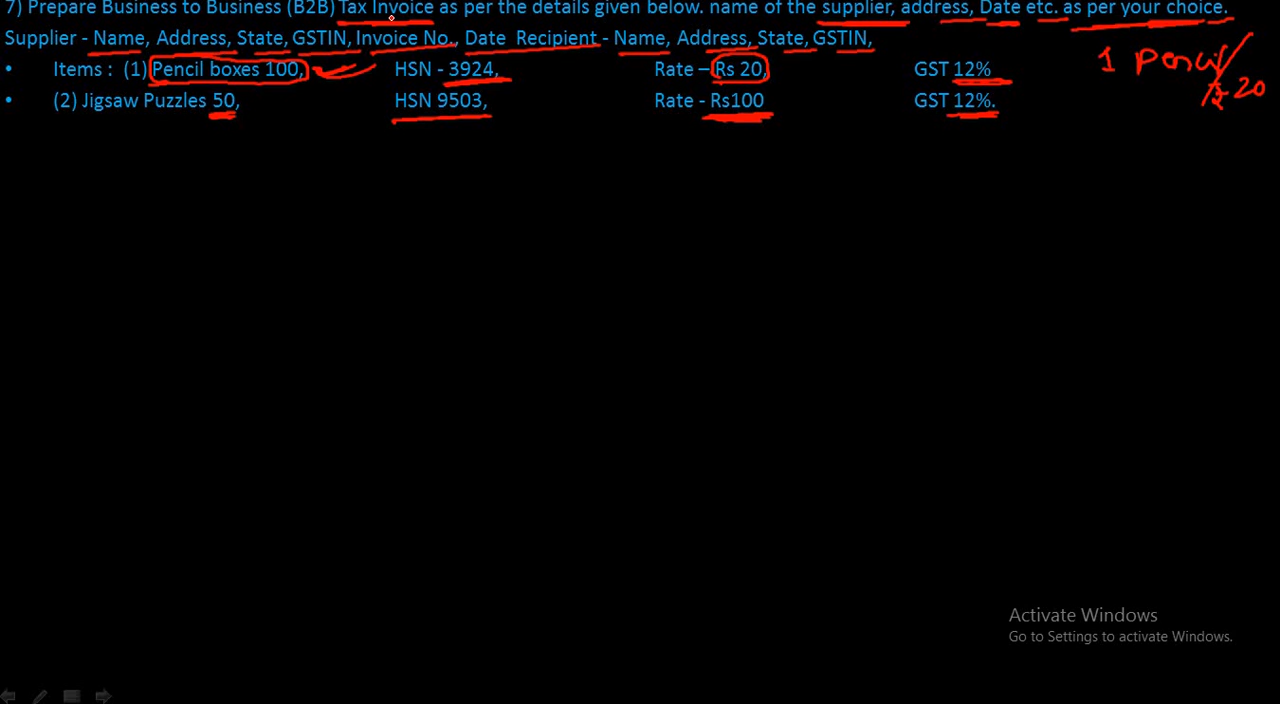 7) Prepare Business to Business (B2B) Tax Invoice as per the details given below. name of the supplier, address, Date etc. as per your choice.
Supplier - Name, Address, State, GSTIN, Invoice No., Date Recipient - Name, Address, State, GSTIN,
• Items : (1) Pencil boxes 100, HSN - 3924, Rate – Rs 20, GST 12%
• (2) Jigsaw Puzzles 50, HSN 9503, Rate - Rs100 GST 12%.
1 Pencil/
₹20
Activate Windows
Go to Settings to activate Windows.